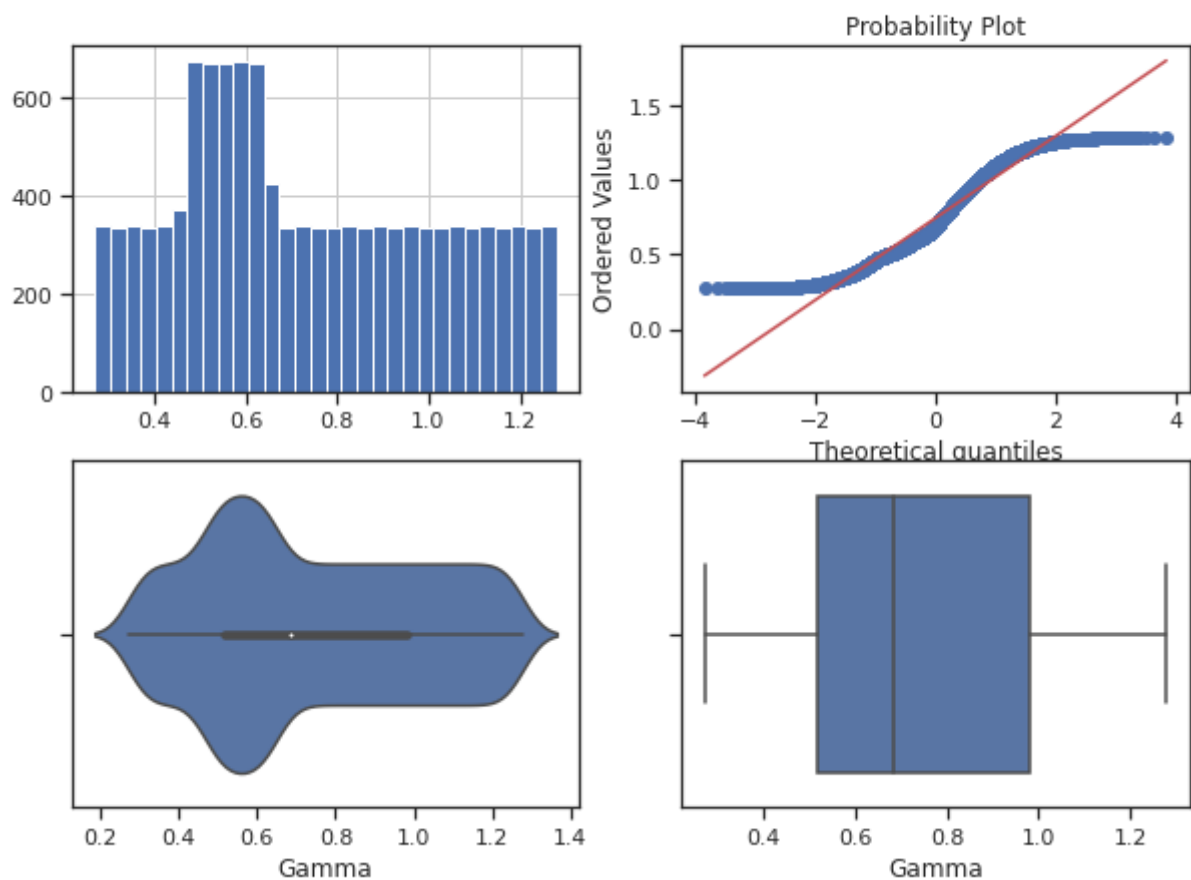 Probability Plot
600
400
200
0
0.4 0.6 0.8 1.0 1.2
Ordered Values
1.5
1.0
0.5
0.0
−4 −2 0 2 4
Theoretical quantiles
0.2 0.4 0.6 0.8 1.0 1.2 1.4
Gamma
0.4 0.6 0.8 1.0 1.2
Gamma